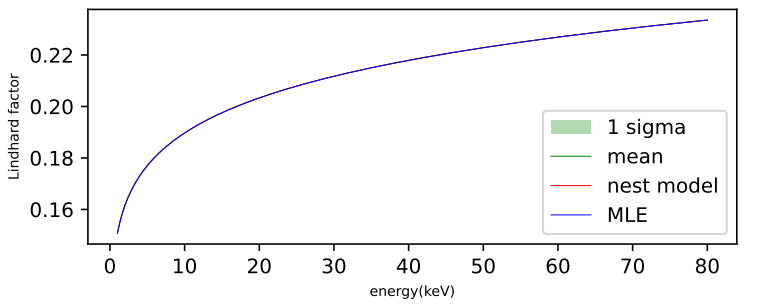 0.22
0.20
0.18
0.16
Lindhard factor
1 sigma
mean
nest model
MLE
0 10 20 30 40 50 60 70 80
energy(keV)